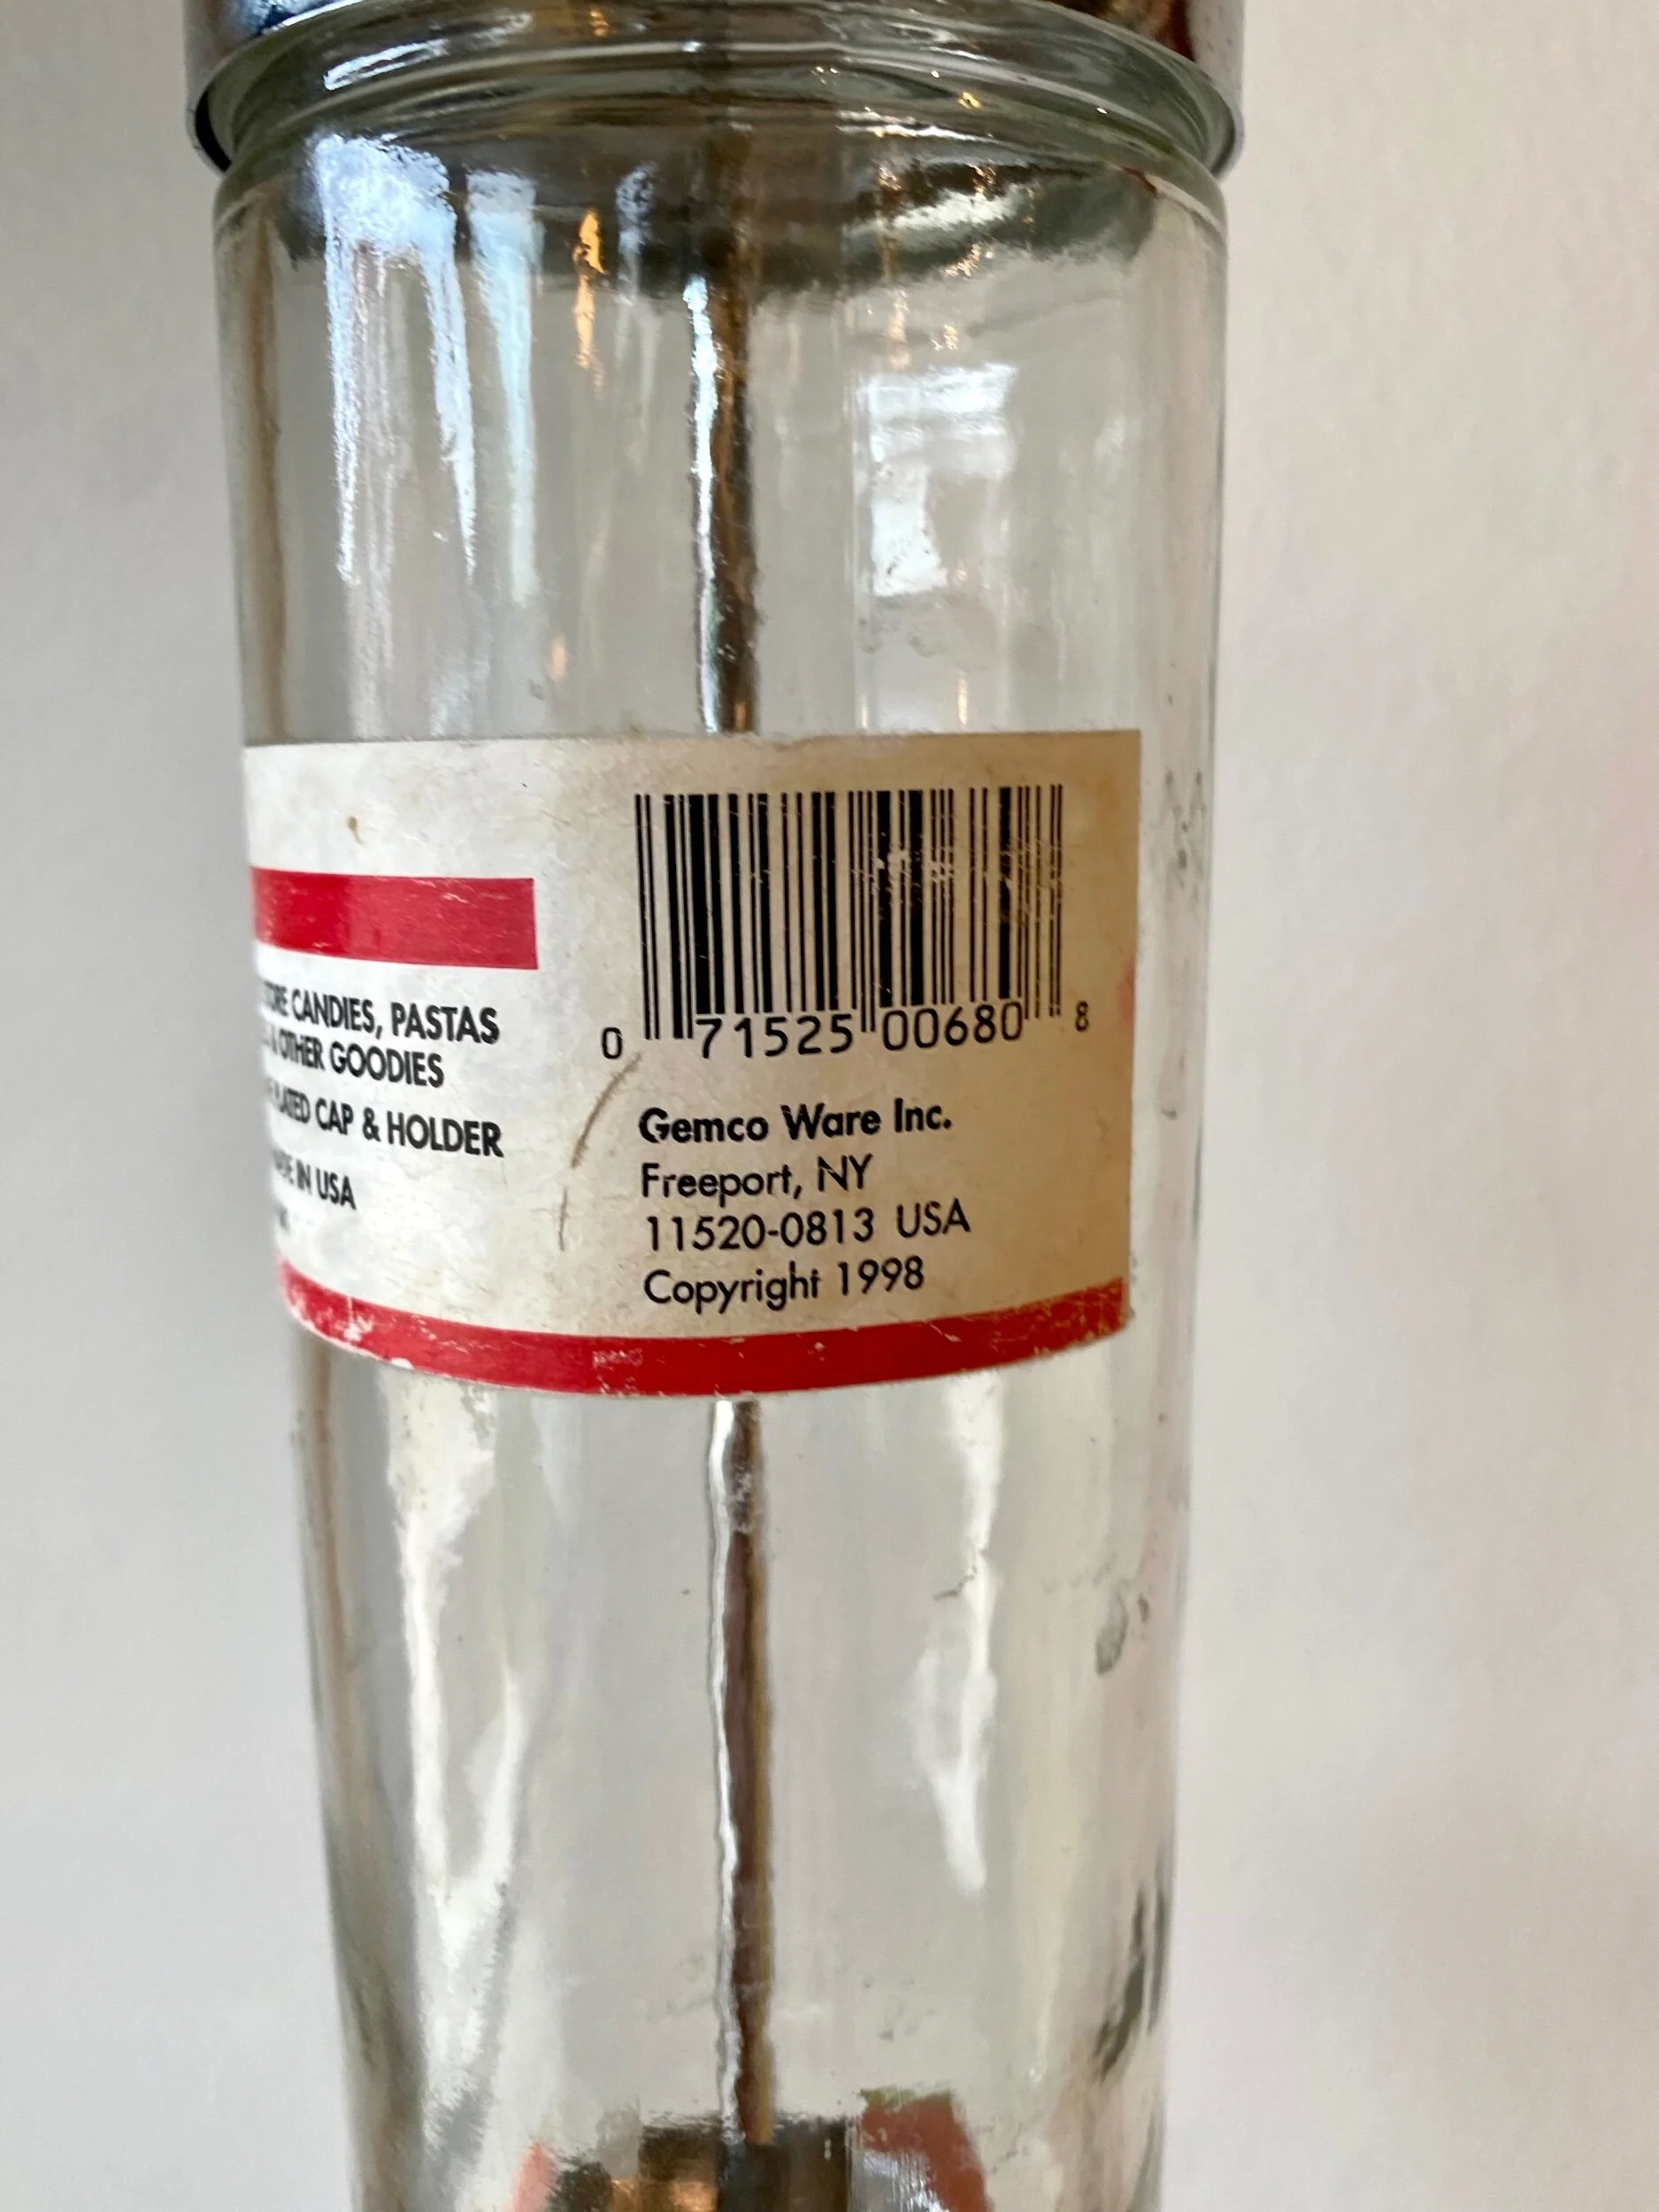 CANDIES, PASTAS
& OTHER GOODIES
CAP & HOLDER
IN USA
0 71525 00680 8
Gemco Ware Inc.
Freeport, NY
11520-0813 USA
Copyright 1998